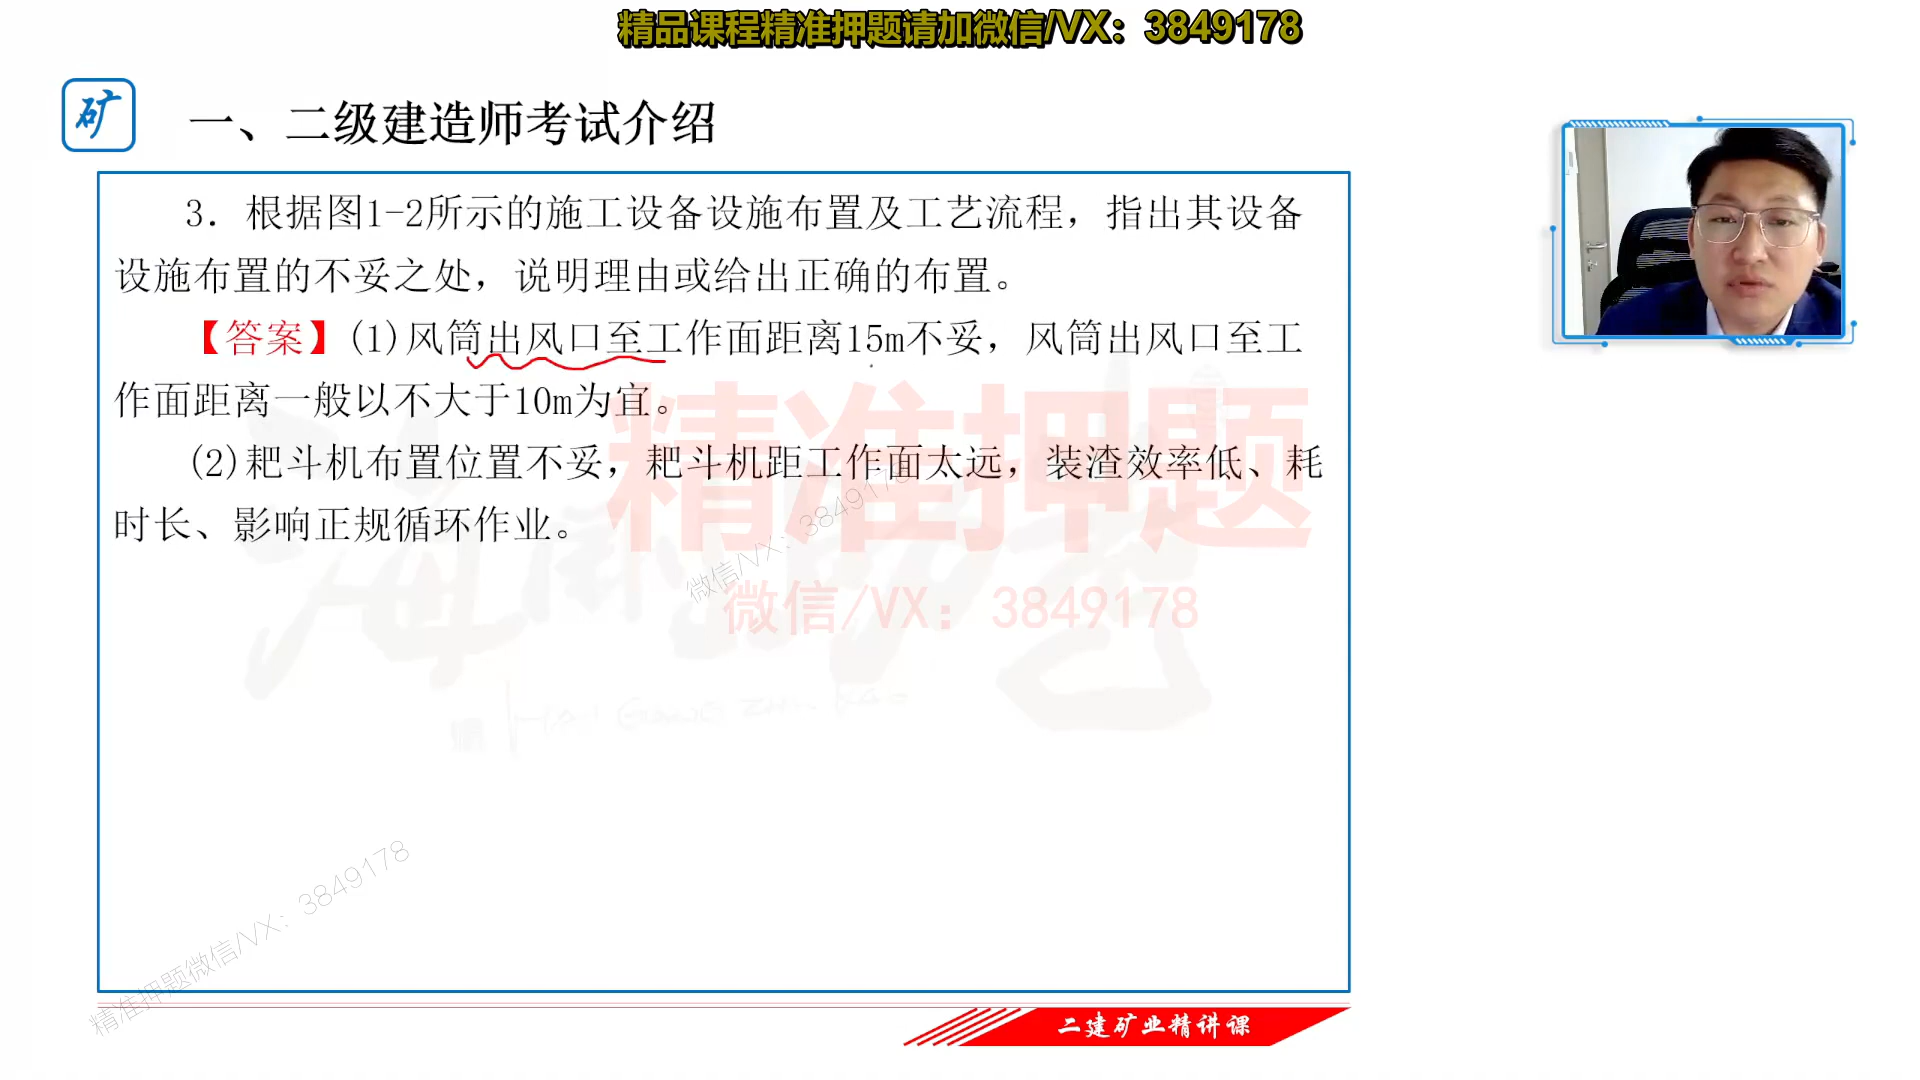 精品课程精准押题请加微信/VX：3849178
矿
一、二级建造师考试介绍
3．根据图1-2所示的施工设备设施布置及工艺流程，指出其设备
设施布置的不妥之处，说明理由或给出正确的布置。
【答案】(1)风筒出风口至工作面距离15m不妥，风筒出风口至工
作面距离一般以不大于10m为宜。
(2)耙斗机布置位置不妥，耙斗机距工作面太远，装渣效率低、耗
时长、影响正规循环作业。
精准押题
微信/VX：3849178
微信/VX：3849178
精准押题微信/VX：3849178
二建矿业精讲课